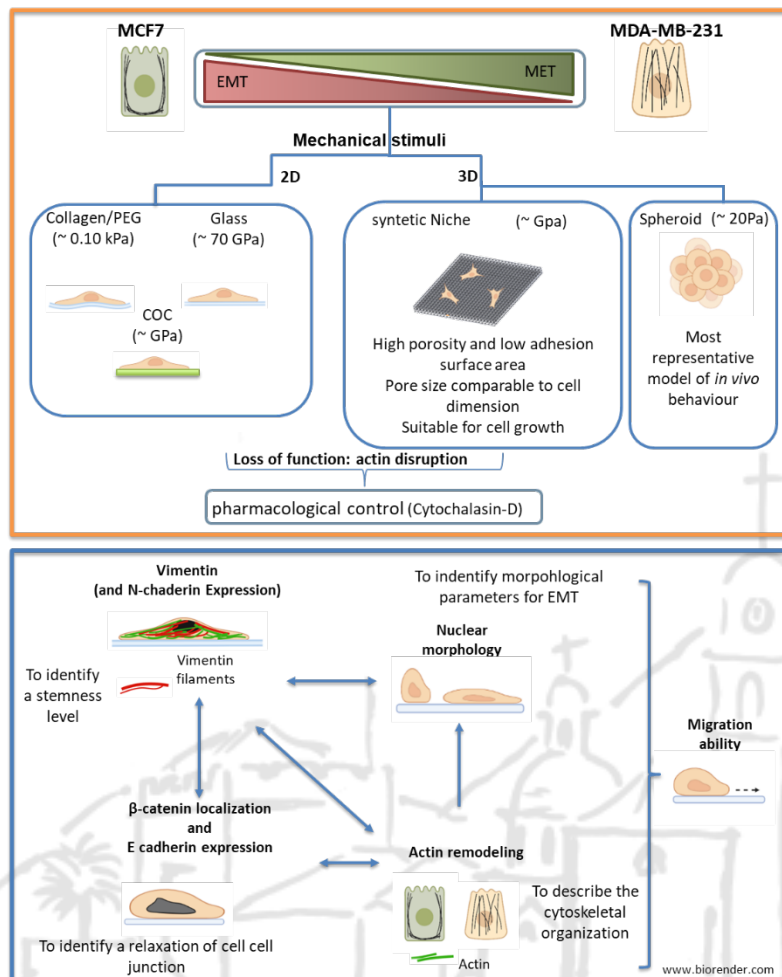 MCF7
MDA-MB-231
EMT
MET
Mechanical stimuli
2D
3D
Collagen/PEG
(~ 0.10 kPa)
Glass
(~ 70 GPa)
COC
(~ GPa)
syntetic Niche
(~ Gpa)
High porosity and low adhesion
surface area
Pore size comparable to cell
dimension
Suitable for cell growth
Spheroid (~ 20Pa)
Most
representative
model of in vivo
behaviour
Loss of function: actin disruption
pharmacological control (Cytochalasin-D)
Vimentin
(and N-chaderin Expression)
To identify
a stemness
level
Vimentin
filaments
To indentify morpohlogical
parameters for EMT
Nuclear
morphology
Migration
ability
β-catenin localization
and
E cadherin expression
To identify a relaxation of cell cell
junction
Actin remodeling
Actin
To describe the
cytoskeletal
organization
www.biorender.com